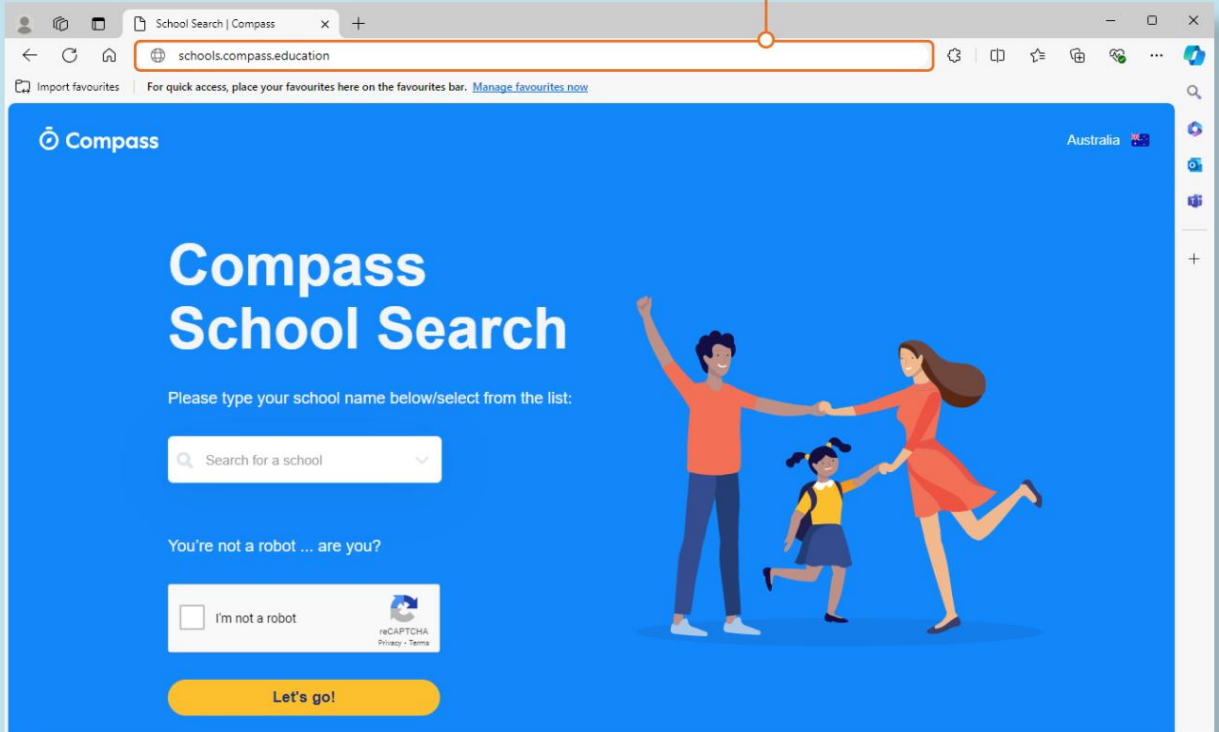 School Search | Compass
schools.compass.education
Import favourites
For quick access, place your favourites here on the favourites bar. Manage favourites now
Compass
Australia
Compass
School Search
Please type your school name below/select from the list:
Search for a school
You're not a robot ... are you?
I'm not a robot
reCAPTCHA
Privacy - Terms
Let's go!